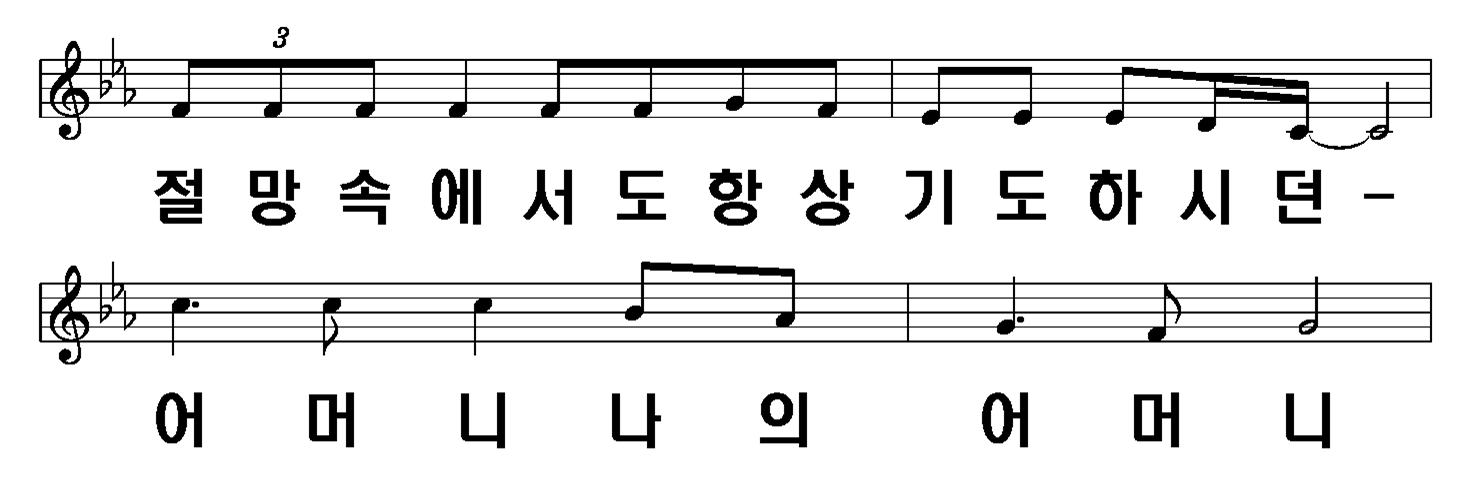 3
절 망 속 에 서 도 항 상 기 도 하 시 던 -
어 머 니 나 의 어 머 니